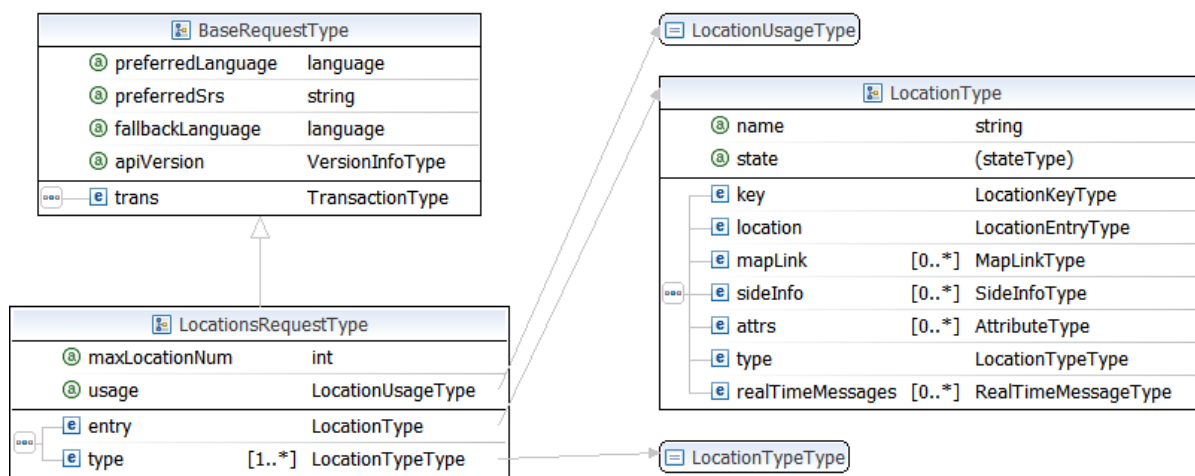 BaseRequestType
preferredLanguage language
preferredSrs string
fallbackLanguage language
apiVersion VersionInfoType
trans TransactionType
LocationsRequestType
maxLocationNum int
usage LocationUsageType
entry LocationType
type [1..*] LocationTypeType
LocationUsageType
LocationType
name string
state (stateType)
key LocationKeyType
location LocationEntryType
mapLink [0..*] MapLinkType
sideInfo [0..*] SideInfoType
attrs [0..*] AttributeType
type LocationTypeType
realTimeMessages [0..*] RealTimeMessageType
LocationTypeType